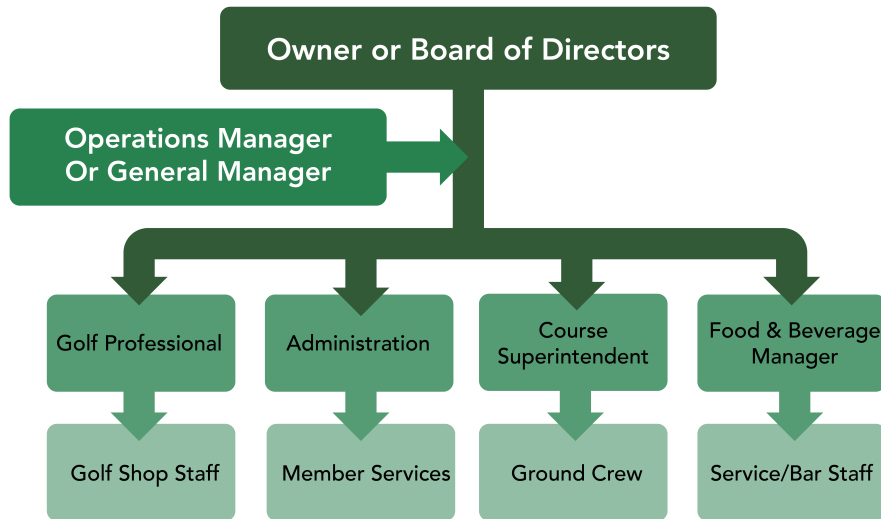 Owner or Board of Directors
Operations Manager
Or General Manager
Golf Professional
Administration
Course
Superintendent
Food & Beverage
Manager
Golf Shop Staff
Member Services
Ground Crew
Service/Bar Staff